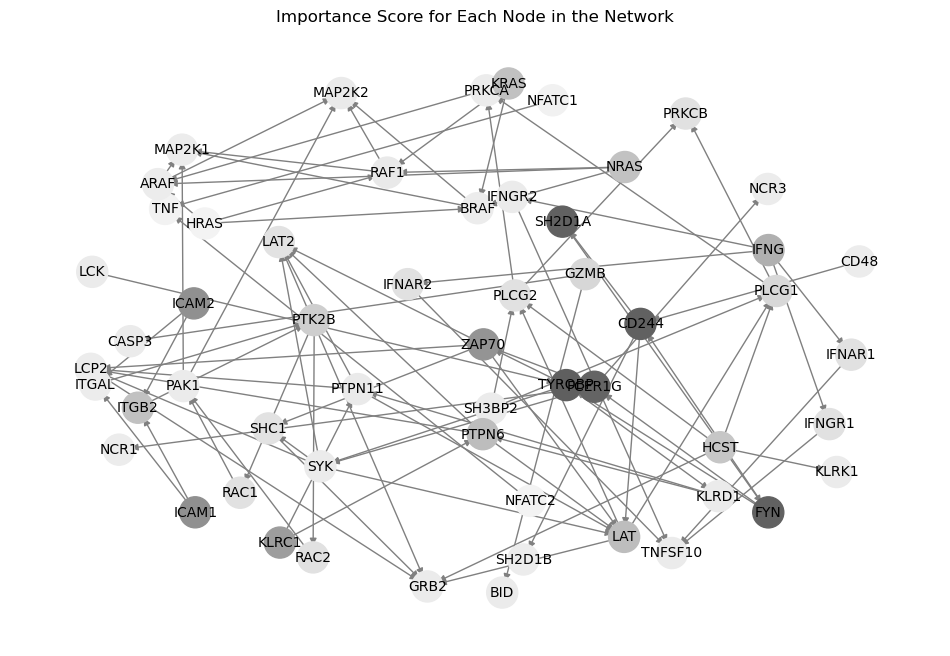 Importance Score for Each Node in the Network
KRAS
PRKCA
MAP2K2
NFATC1
PRKCB
MAP2K1
NRAS
RAF1
ARAF
NCR3
IFNGR2
TNF
BRAF
SH2D1A
HRAS
LAT2
IFNG
CD48
LCK
GZMB
IFNAR2
PLCG1
PLCG2
ICAM2
PTK2B
CD244
CASP3
ZAP70
IFNAR1
LCP2
ITGAL
PAK1
PTPN11
TYROBP
FCER1G
ITGB2
SH3BP2
IFNGR1
SHC1
PTPN6
NCR1
HCST
SYK
KLRK1
RAC1
NFATC2
KLRD1
ICAM1
FYN
KLRC1
LAT
RAC2
TNFSF10
SH2D1B
GRB2
BID